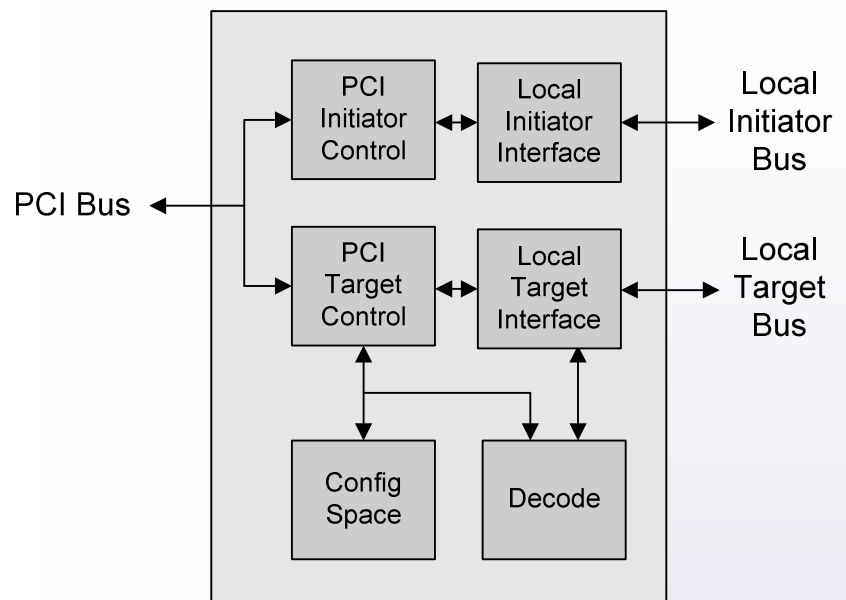 PCI Bus
PCI
Initiator
Control
Local
Initiator
Interface
Local
Initiator
Bus
PCI
Target
Control
Local
Target
Interface
Local
Target
Bus
Config
Space
Decode